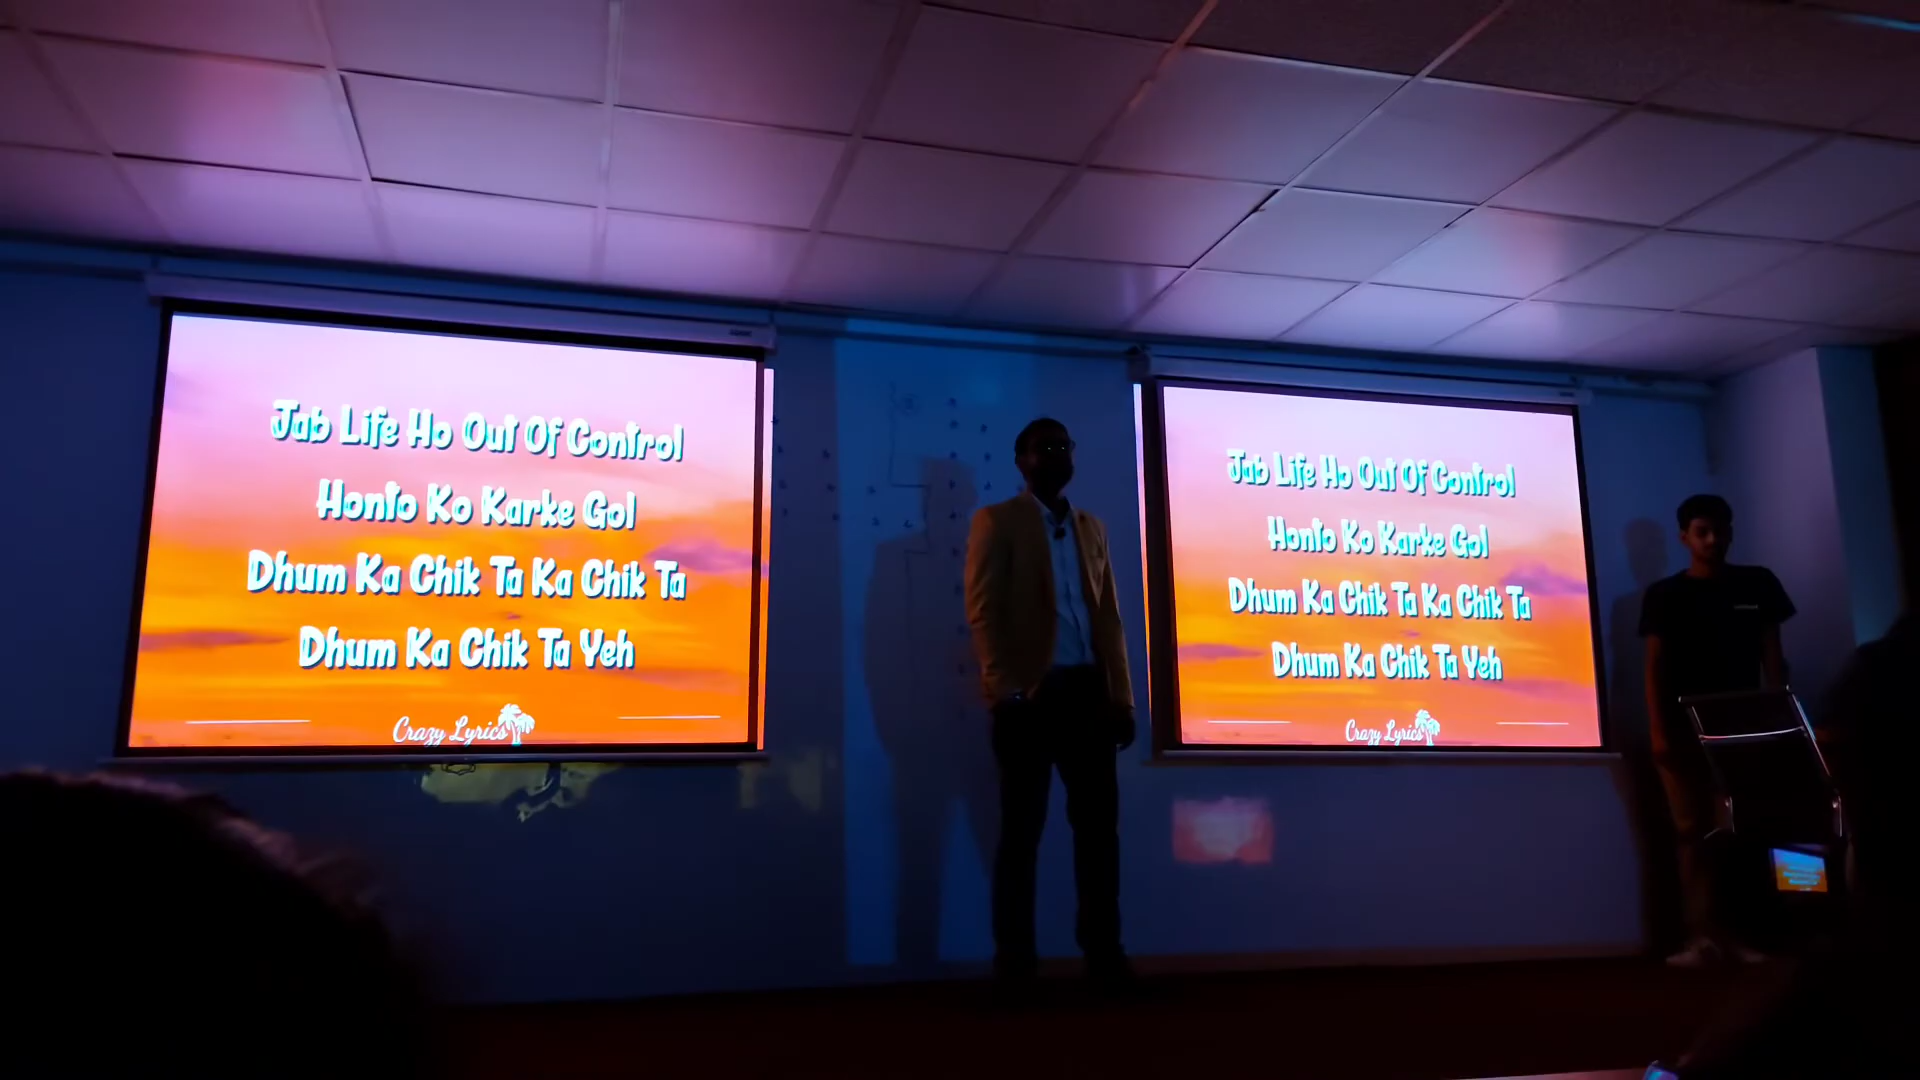 Jab Life Ho Out Of Control
Honto Ko Karke Gol
Dhum Ka Chik Ta Ka Chik Ta
Dhum Ka Chik Ta Yeh
Crazy Lyrics
Jab Life Ho Out Of Control
Honto Ko Karke Gol
Dhum Ka Chik Ta Ka Chik Ta
Dhum Ka Chik Ta Yeh
Crazy Lyrics